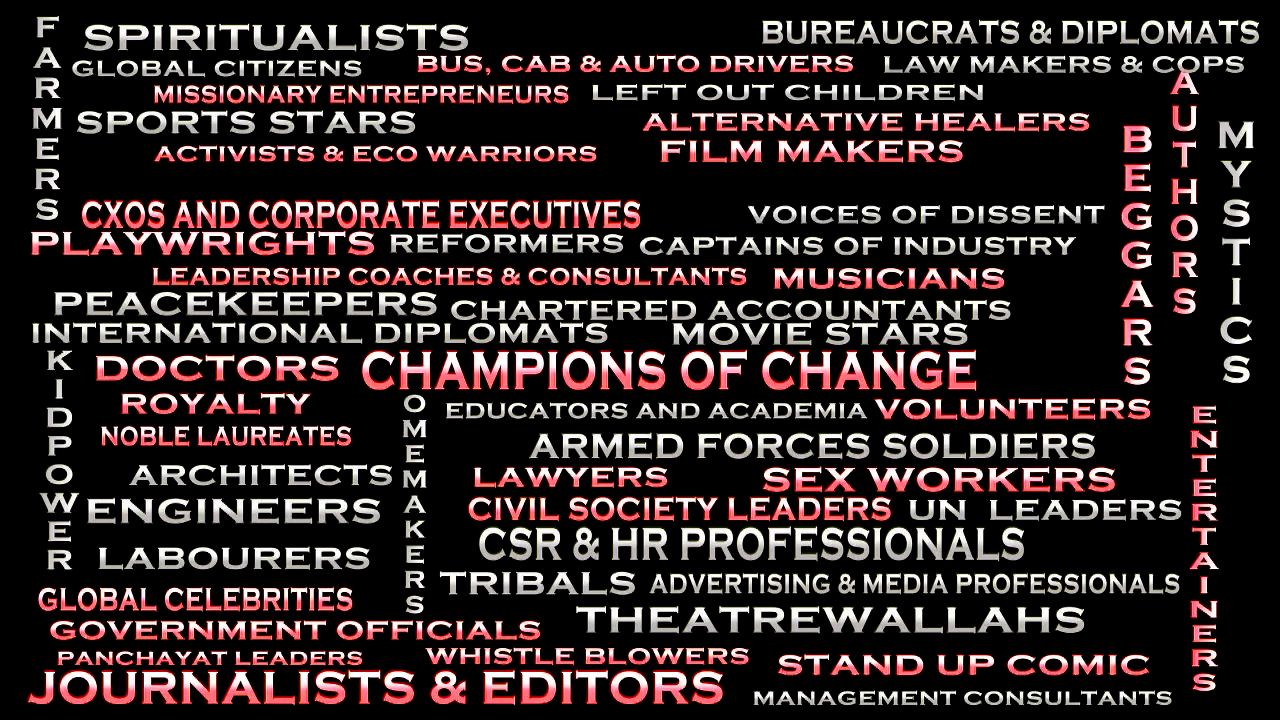 FARMERS
SPIRITUALISTS
BUREAUCRATS & DIPLOMATS
GLOBAL CITIZENS
BUS, CAB & AUTO DRIVERS
LAW MAKERS & COPS
MISSIONARY ENTREPRENEURS
LEFT OUT CHILDREN
AUTHORS
SPORTS STARS
ALTERNATIVE HEALERS
BEGGARS
MYSTICS
ACTIVISTS & ECO WARRIORS
FILM MAKERS
CXOS AND CORPORATE EXECUTIVES
VOICES OF DISSENT
PLAYWRIGHTS
REFORMERS
CAPTAINS OF INDUSTRY
LEADERSHIP COACHES & CONSULTANTS
MUSICIANS
PEACEKEEPERS
CHARTERED ACCOUNTANTS
INTERNATIONAL DIPLOMATS
MOVIE STARS
KIDPOWER
DOCTORS
CHAMPIONS OF CHANGE
ROYALTY
OMEMAKERS
EDUCATORS AND ACADEMIA
VOLUNTEERS
ENTERTAINERS
NOBLE LAUREATES
ARMED FORCES SOLDIERS
ARCHITECTS
LAWYERS
SEX WORKERS
ENGINEERS
CIVIL SOCIETY LEADERS
UN LEADERS
CSR & HR PROFESSIONALS
LABOURERS
TRIBALS
ADVERTISING & MEDIA PROFESSIONALS
GLOBAL CELEBRITIES
THEATREWALLAHS
GOVERNMENT OFFICIALS
PANCHAYAT LEADERS
WHISTLE BLOWERS
STAND UP COMIC
JOURNALISTS & EDITORS
MANAGEMENT CONSULTANTS